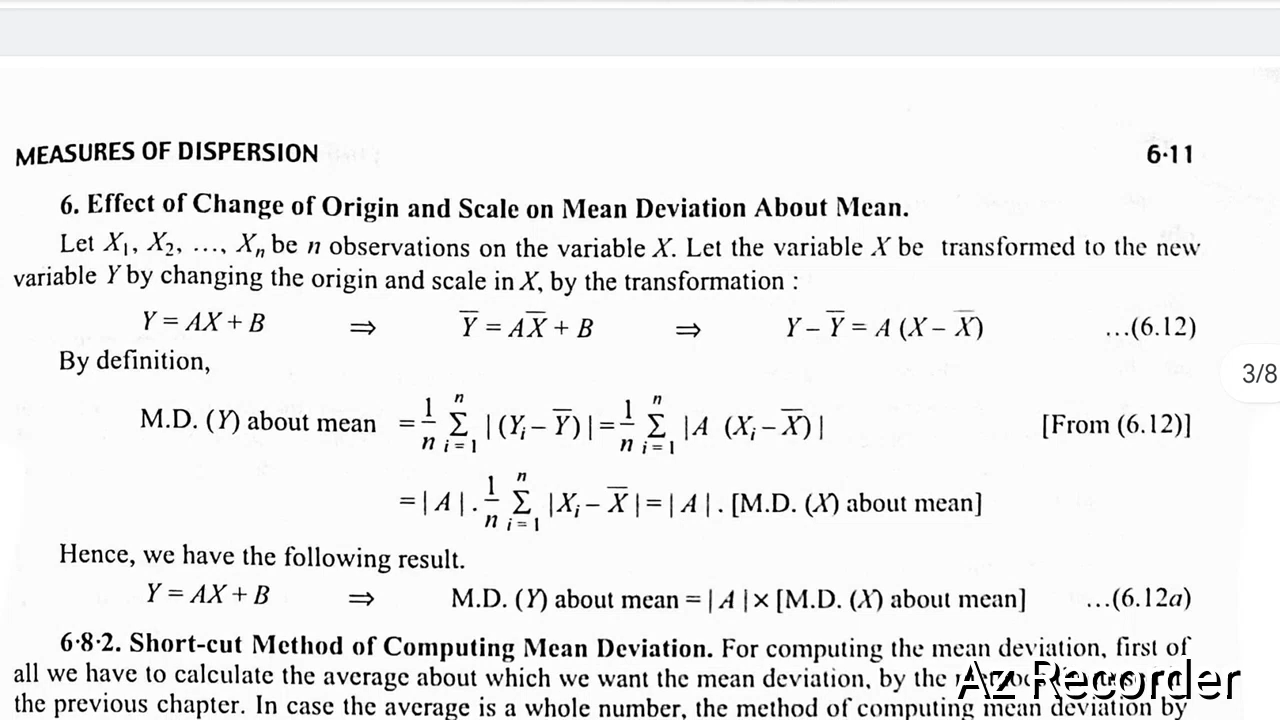 MEASURES OF DISPERSION 6·11
6. Effect of Change of Origin and Scale on Mean Deviation About Mean.
Let X₁, X₂, ..., Xₙ be n observations on the variable X. Let the variable X be transformed to the new
variable Y by changing the origin and scale in X, by the transformation :
Y = AX + B ⇒ Y̅ = AX̅ + B ⇒ Y – Y̅ = A (X – X̅) ...(6.12)
By definition,
3/8
M.D. (Y) about mean = 1/n Σ_{i = 1}^{n} | (Yᵢ – Y̅) | = 1/n Σ_{i = 1}^{n} | A (Xᵢ – X̅) | [From (6.12)]
= | A | . 1/n Σ_{i = 1}^{n} | Xᵢ – X̅ | = | A | . [M.D. (X) about mean]
Hence, we have the following result.
Y = AX + B ⇒ M.D. (Y) about mean = | A | × [M.D. (X) about mean] ...(6.12a)
6·8·2. Short-cut Method of Computing Mean Deviation. For computing the mean deviation, first of
all we have to calculate the average about which we want the mean deviation, by the
Az Recorder
the previous chapter. In case the average is a whole number, the method of computing mean deviation by